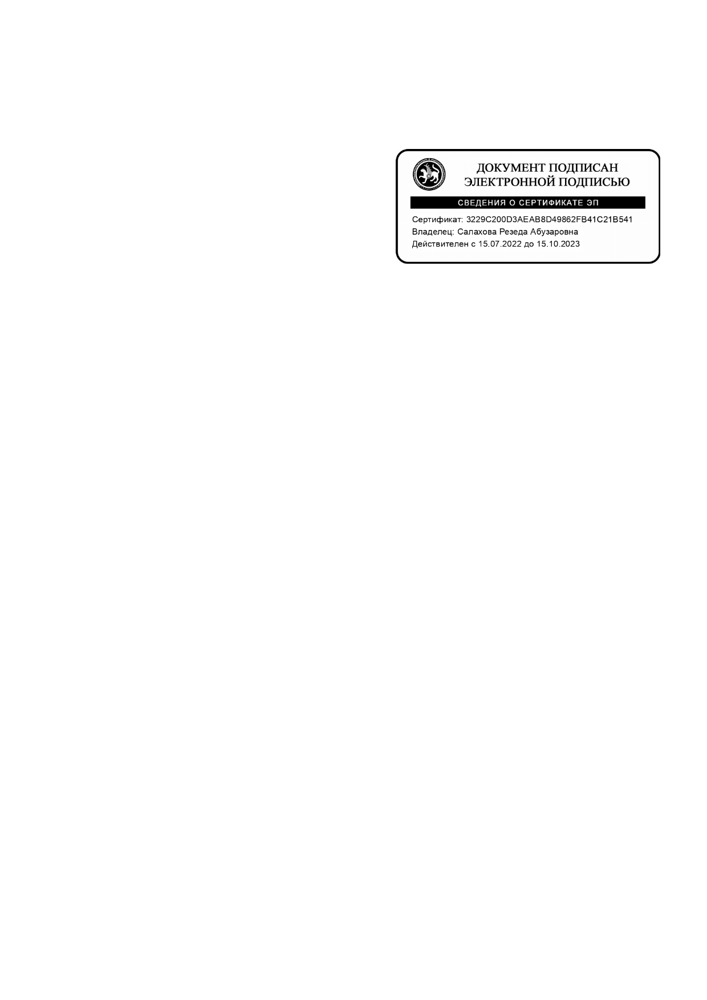 ДОКУМЕНТ ПОДПИСАН
ЭЛЕКТРОННОЙ ПОДПИСЬЮ
СВЕДЕНИЯ О СЕРТИФИКАТЕ ЭП
Сертификат: 3229C200D3AEAB8D49862FB41C21B541
Владелец: Салахова Резеда Абузаровна
Действителен с 15.07.2022 до 15.10.2023